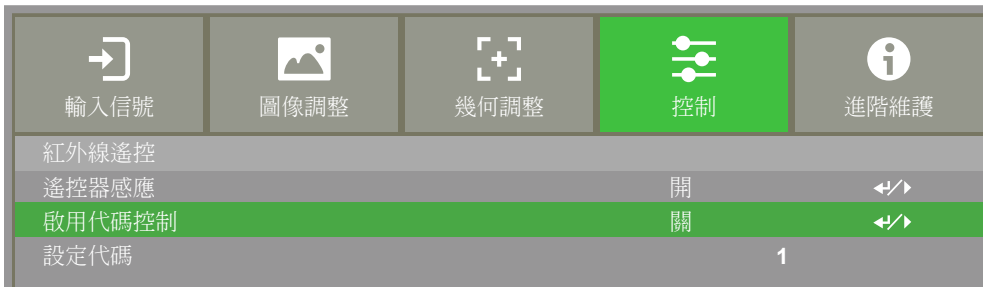 輸入信號 圖像調整 幾何調整 控制 進階維護
紅外線遙控
遙控器感應 開
啟用代碼控制 關
設定代碼 1